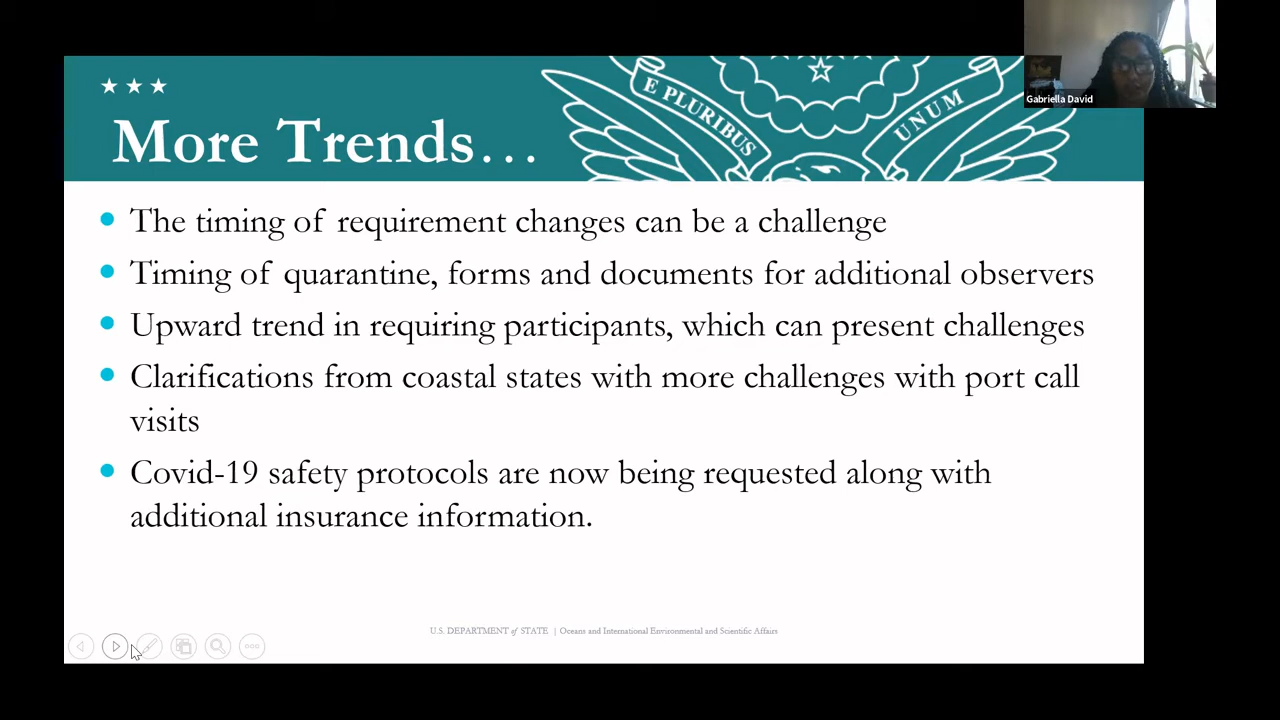 Gabriella David
E PLURIBUS UNUM
More Trends...
The timing of requirement changes can be a challenge
Timing of quarantine, forms and documents for additional observers
Upward trend in requiring participants, which can present challenges
Clarifications from coastal states with more challenges with port call
visits
Covid-19 safety protocols are now being requested along with
additional insurance information.
U.S. DEPARTMENT of STATE | Oceans and International Environmental and Scientific Affairs